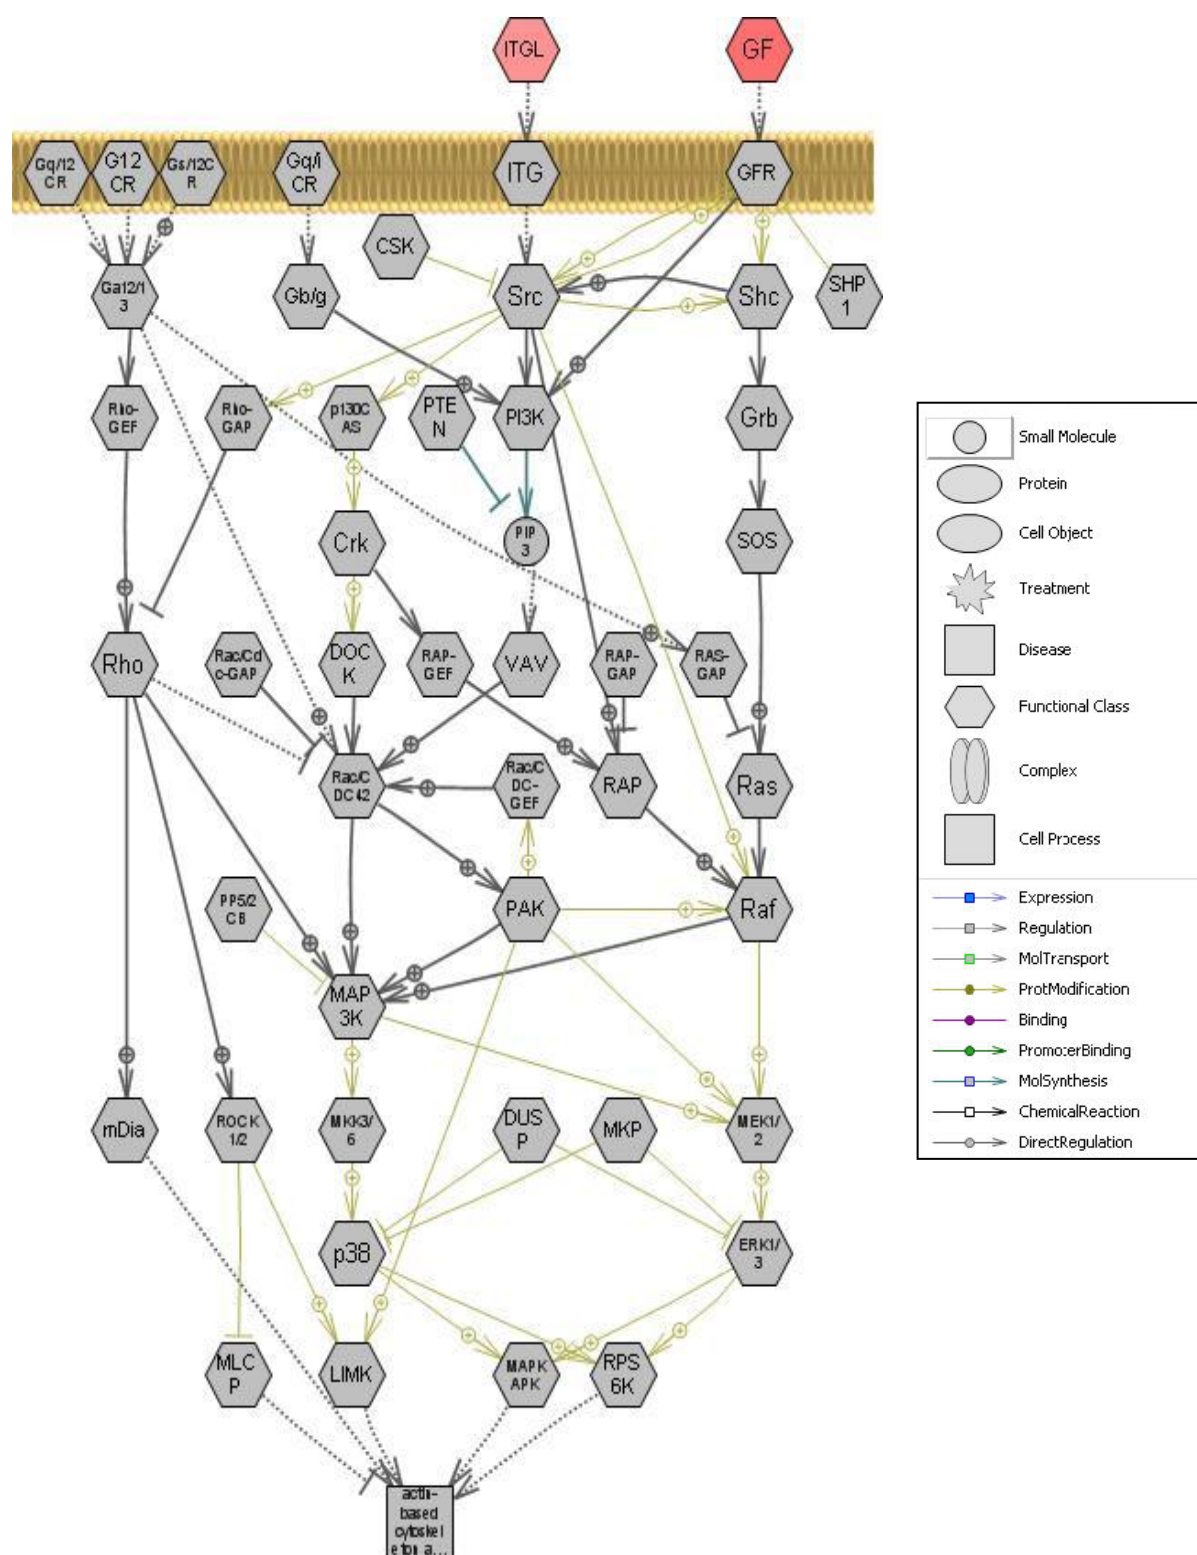 ITGL
GF
Gq/12
CR
G12
CR
Gs/12C
R
Gq/i
CR
ITG
GFR
CSK
Ga12/1
3
Gb/g
Src
Shc
SHP
1
Rho-
GEF
Rho-
GAP
p130C
AS
PTE
N
PI3K
Grb
Crk
PIP
3
SOS
Rho
Rac/Cd
c-GAP
DOC
K
RAP-
GEF
VAV
RAP-
GAP
RAS-
GAP
Rac/C
DC42
Rac/C
DC-
GEF
RAP
Ras
PP5/2
CB
PAK
Raf
MAP
3K
mDia
ROCK
1/2
MKK3/
6
DUS
P
MKP
MEK1/
2
p38
ERK1/
3
MLC
P
LIMK
MAPK
APK
RPS
6K
actin-
based
cytoskel
eton a...
Small Molecule
Protein
Cell Object
Treatment
Disease
Functional Class
Complex
Cell Process
Expression
Regulation
MolTransport
ProtModification
Binding
PromoterBinding
MolSynthesis
ChemicalReaction
DirectRegulation